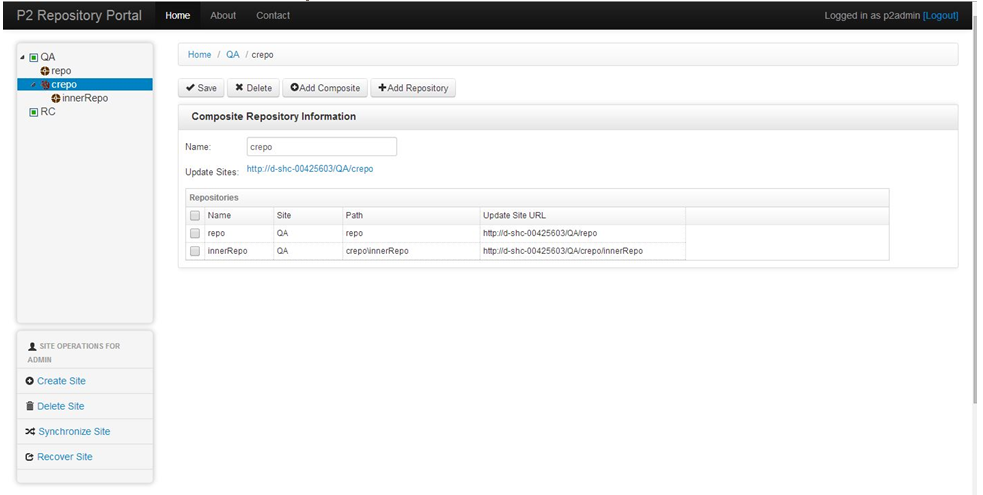 P2 Repository Portal Home About Contact Logged in as p2admin [Logout]
QA
repo
crepo
innerRepo
RC
SITE OPERATIONS FOR
ADMIN
Create Site
Delete Site
Synchronize Site
Recover Site
Home / QA / crepo
Save Delete Add Composite Add Repository
Composite Repository Information
Name: crepo
Update Sites: http://d-shc-00425603/QA/crepo
Repositories
Name Site Path Update Site URL
repo QA repo http://d-shc-00425603/QA/repo
innerRepo QA crepo\innerRepo http://d-shc-00425603/QA/crepo/innerRepo